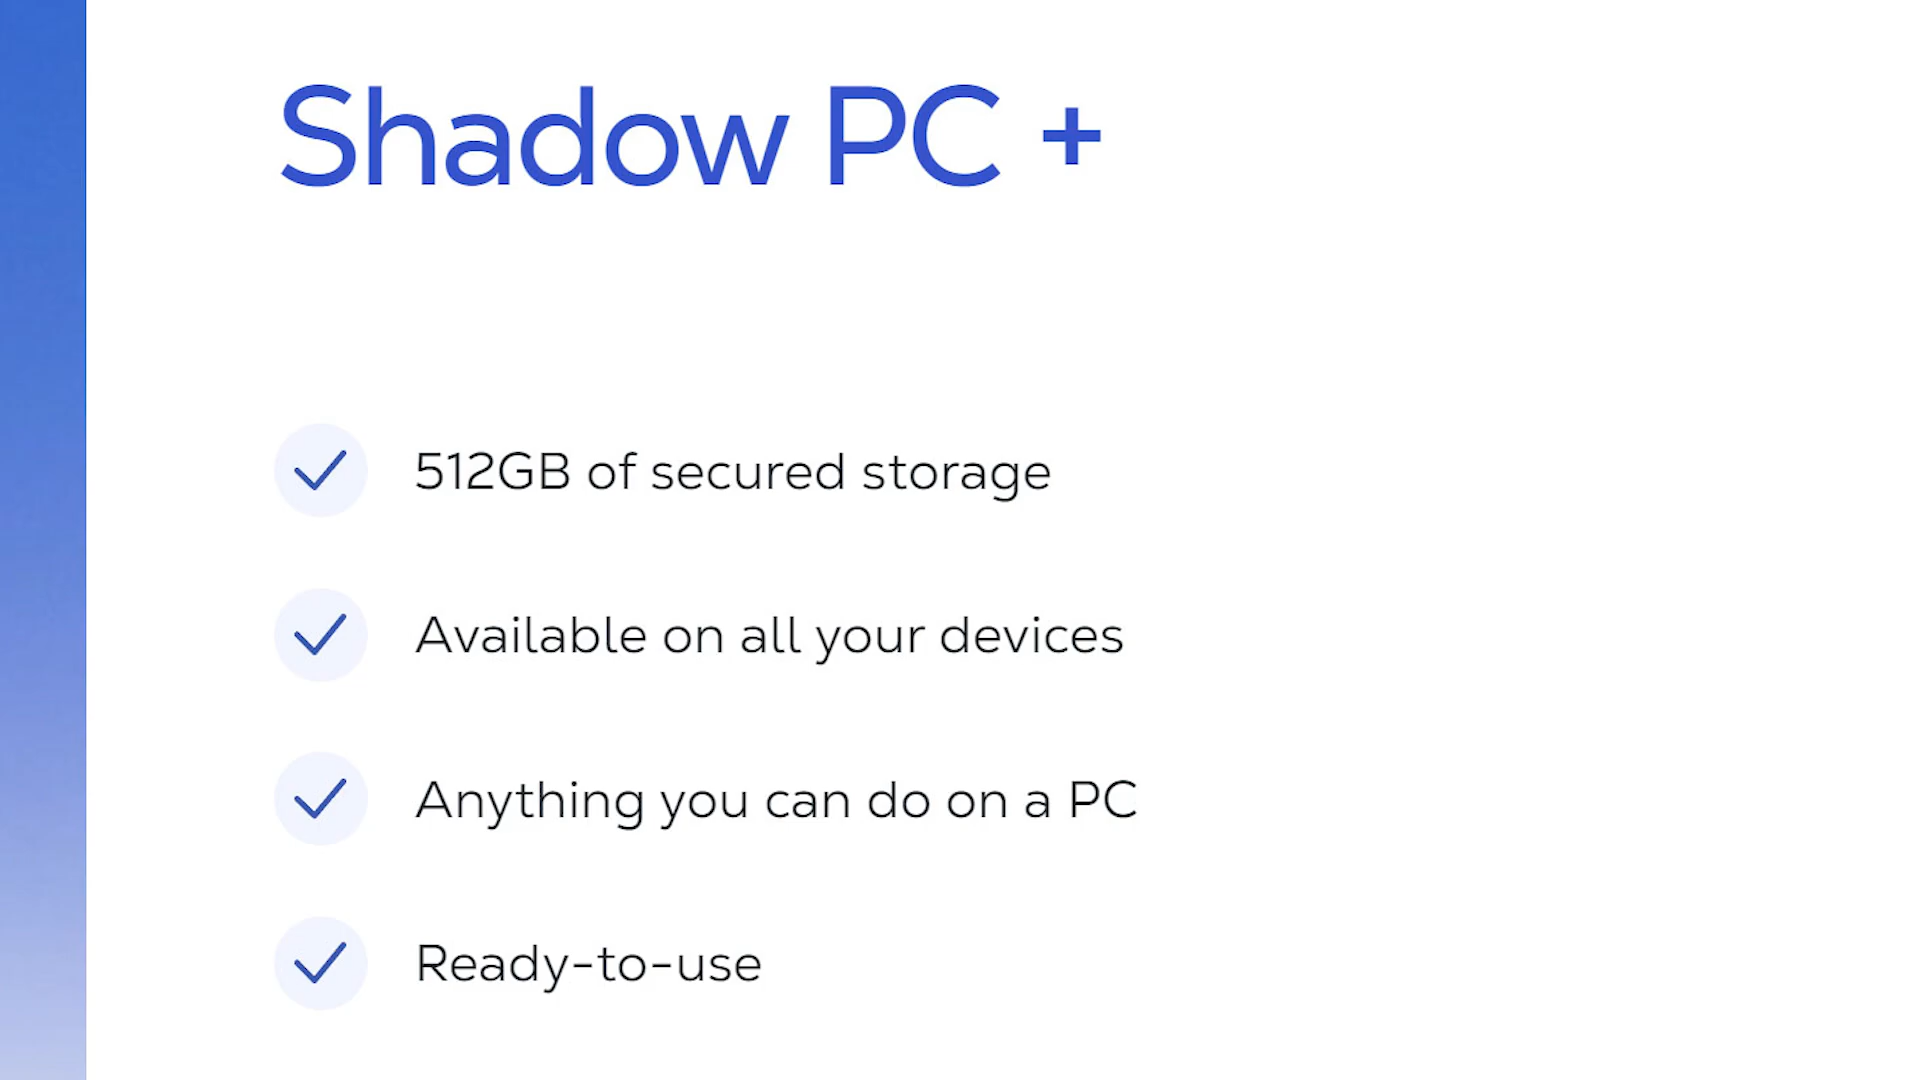 Shadow PC +
512GB of secured storage
Available on all your devices
Anything you can do on a PC
Ready-to-use